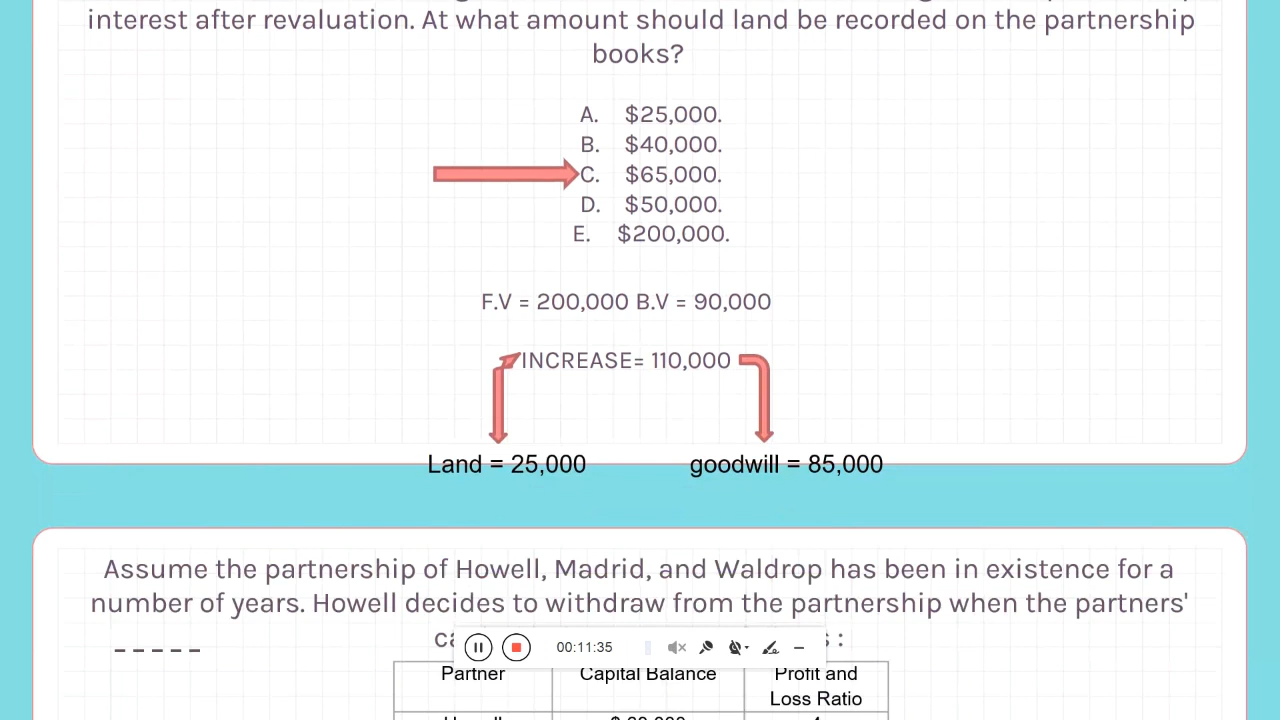 interest after revaluation. At what amount should land be recorded on the partnership
books?
A. $25,000.
B. $40,000.
C. $65,000.
D. $50,000.
E. $200,000.
F.V = 200,000 B.V = 90,000
INCREASE= 110,000
Land = 25,000 goodwill = 85,000
Assume the partnership of Howell, Madrid, and Waldrop has been in existence for a
number of years. Howell decides to withdraw from the partnership when the partners'
_ _ _ _ _
00:11:35
Partner Capital Balance Profit and
Loss Ratio